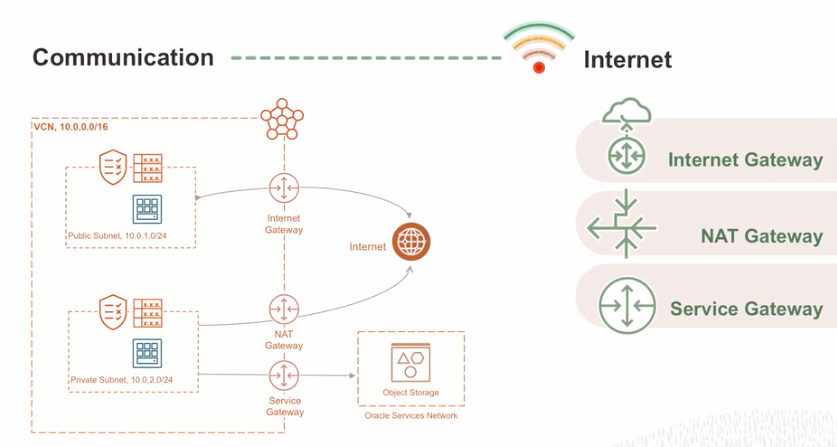 Communication
Internet
VCN, 10.0.0.0/16
x.x.x.
x.x.x.
x.x.x.
Public Subnet, 10.0.1.0/24
Internet
Gateway
Internet
x.x.x.
x.x.x.
x.x.x.
Private Subnet, 10.0.2.0/24
NAT
Gateway
Service
Gateway
Object Storage
Oracle Services Network
Internet Gateway
NAT Gateway
Service Gateway